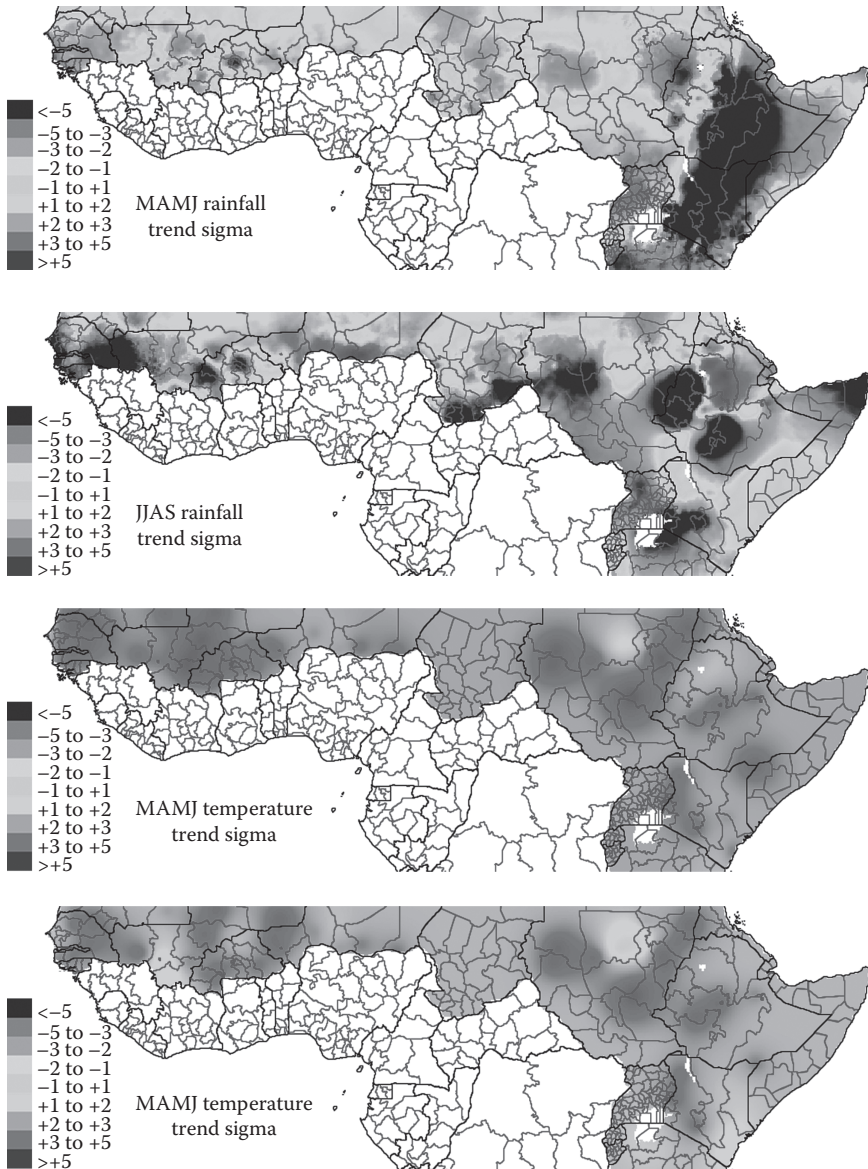 <–5
–5 to –3
–3 to –2
–2 to –1
–1 to +1
+1 to +2
+2 to +3
+3 to +5
>+5
MAMJ rainfall
trend sigma
<–5
–5 to –3
–3 to –2
–2 to –1
–1 to +1
+1 to +2
+2 to +3
+3 to +5
>+5
JJAS rainfall
trend sigma
<–5
–5 to –3
–3 to –2
–2 to –1
–1 to +1
+1 to +2
+2 to +3
+3 to +5
>+5
MAMJ temperature
trend sigma
<–5
–5 to –3
–3 to –2
–2 to –1
–1 to +1
+1 to +2
+2 to +3
+3 to +5
>+5
MAMJ temperature
trend sigma